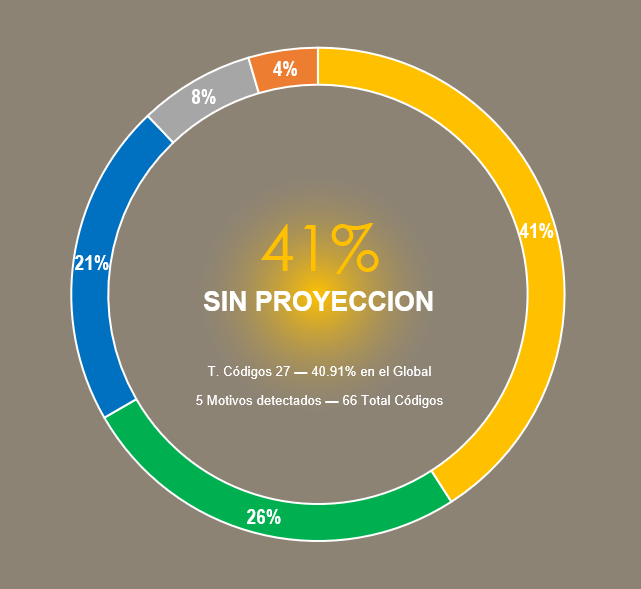 4%
8%
41%
41%
21%
SIN PROYECCION
T. Códigos 27 — 40.91% en el Global
5 Motivos detectados — 66 Total Códigos
26%